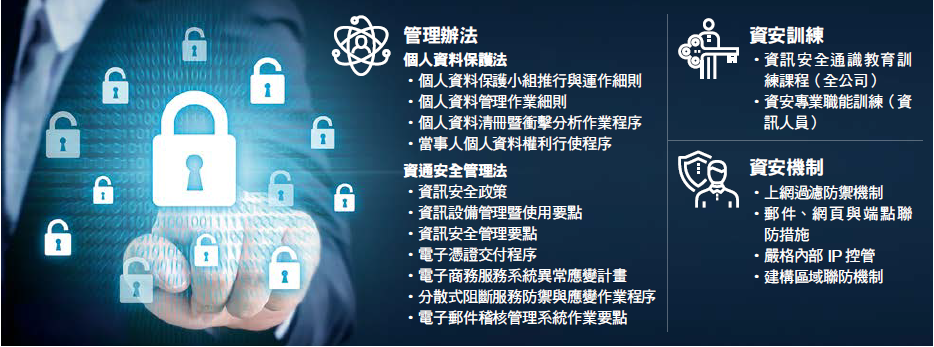 管理辦法
個人資料保護法
・個人資料保護小組推行與運作細則
・個人資料管理作業細則
・個人資料清冊暨衝擊分析作業程序
・當事人個人資料權利行使程序
資通安全管理法
・資訊安全政策
・資訊設備管理暨使用要點
・資訊安全管理要點
・電子憑證交付程序
・電子商務服務系統異常應變計畫
・分散式阻斷服務防禦與應變作業程序
・電子郵件稽核管理系統作業要點
資安訓練
・資訊安全通識教育訓
練課程（全公司）
・資安專業職能訓練（資
訊人員）
資安機制
・上網過濾防禦機制
・郵件、網頁與端點聯
防措施
・嚴格內部 IP 控管
・建構區域聯防機制